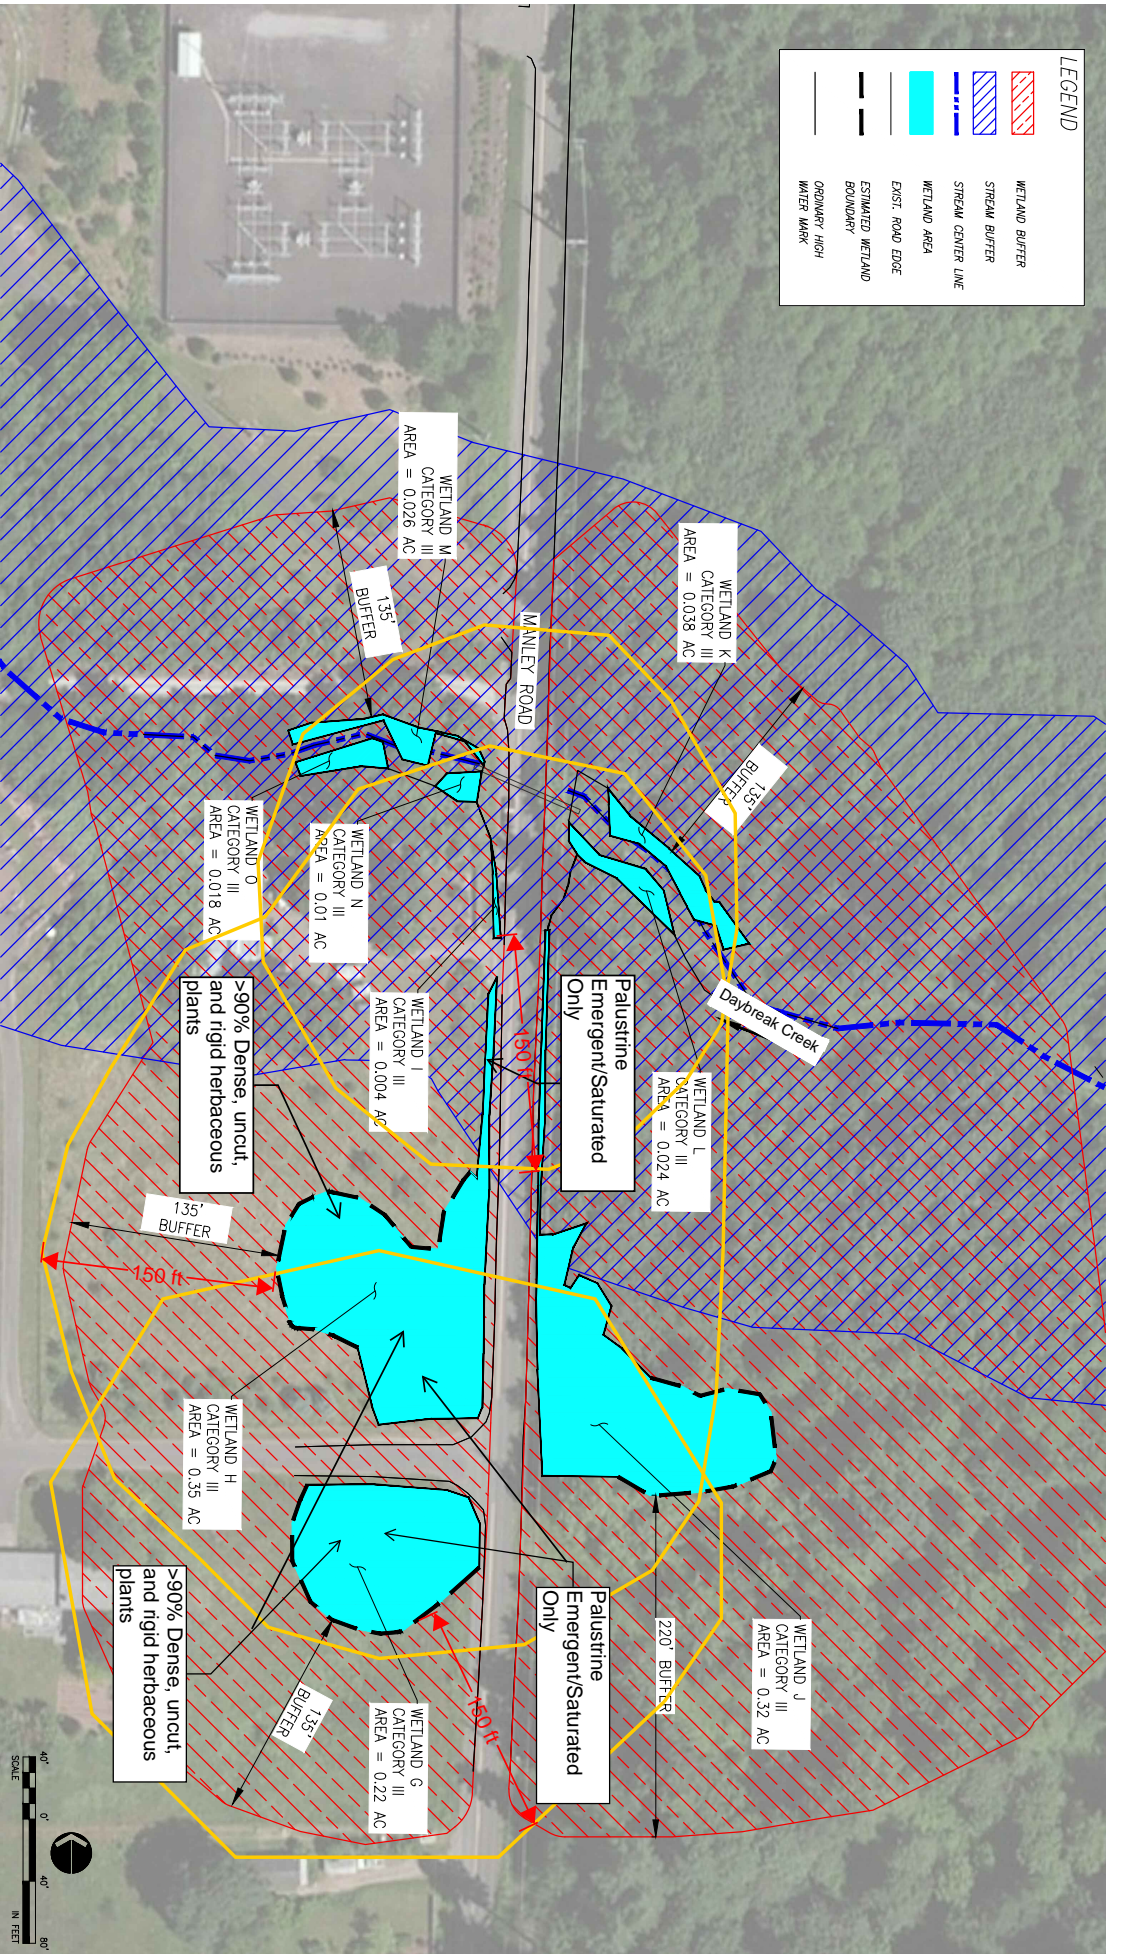 LEGEND
WETLAND BUFFER
STREAM BUFFER
STREAM CENTER LINE
WETLAND AREA
EXIST. ROAD EDGE
ESTIMATED WETLAND
BOUNDARY
ORDINARY HIGH
WATER MARK
WETLAND K
CATEGORY III
AREA = 0.038 AC
WETLAND M
CATEGORY III
AREA = 0.026 AC
135'
BUFFER
MANLEY ROAD
135'
BUFFER
WETLAND O
CATEGORY III
AREA = 0.018 AC
WETLAND N
CATEGORY III
AREA = 0.01 AC
WETLAND I
CATEGORY III
AREA = 0.004 AC
Daybreak Creek
WETLAND L
CATEGORY III
AREA = 0.024 AC
Palustrine
Emergent/Saturated
Only
150 ft
>90% Dense, uncut,
and rigid herbaceous
plants
135'
BUFFER
150 ft
WETLAND H
CATEGORY III
AREA = 0.35 AC
WETLAND J
CATEGORY III
AREA = 0.32 AC
220' BUFFER
Palustrine
Emergent/Saturated
Only
150 ft
WETLAND G
CATEGORY III
AREA = 0.22 AC
135'
BUFFER
>90% Dense, uncut,
and rigid herbaceous
plants
40' 0' 40' 80'
SCALE IN FEET